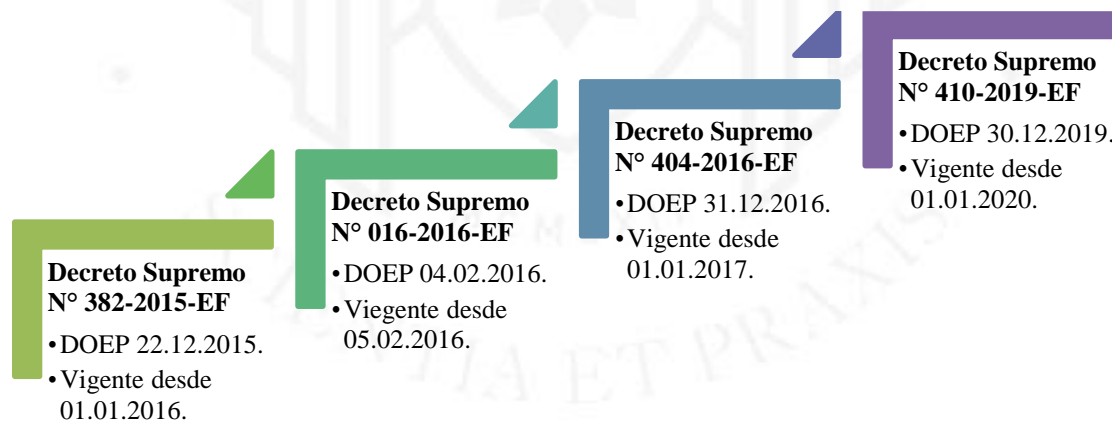 Decreto Supremo
N° 382-2015-EF
•DOEP 22.12.2015.
•Vigente desde
01.01.2016.
Decreto Supremo
N° 016-2016-EF
•DOEP 04.02.2016.
•Viegente desde
05.02.2016.
Decreto Supremo
N° 404-2016-EF
•DOEP 31.12.2016.
•Vigente desde
01.01.2017.
Decreto Supremo
N° 410-2019-EF
•DOEP 30.12.2019.
•Vigente desde
01.01.2020.
ET PRAXIS